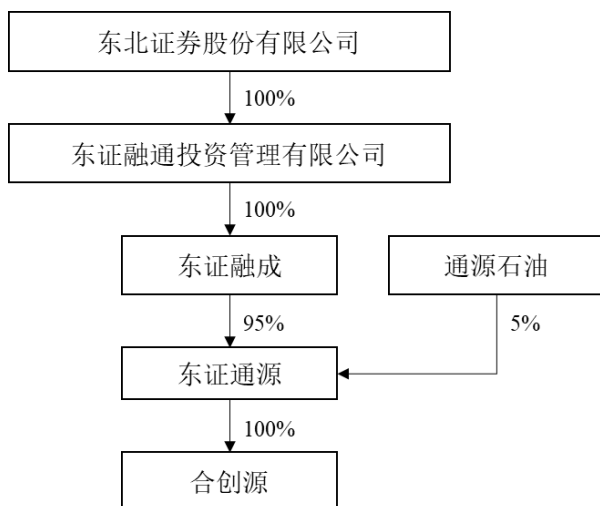 东北证券股份有限公司
100%
东证融通投资管理有限公司
100%
东证融成
通源石油
95%
5%
东证通源
100%
合创源